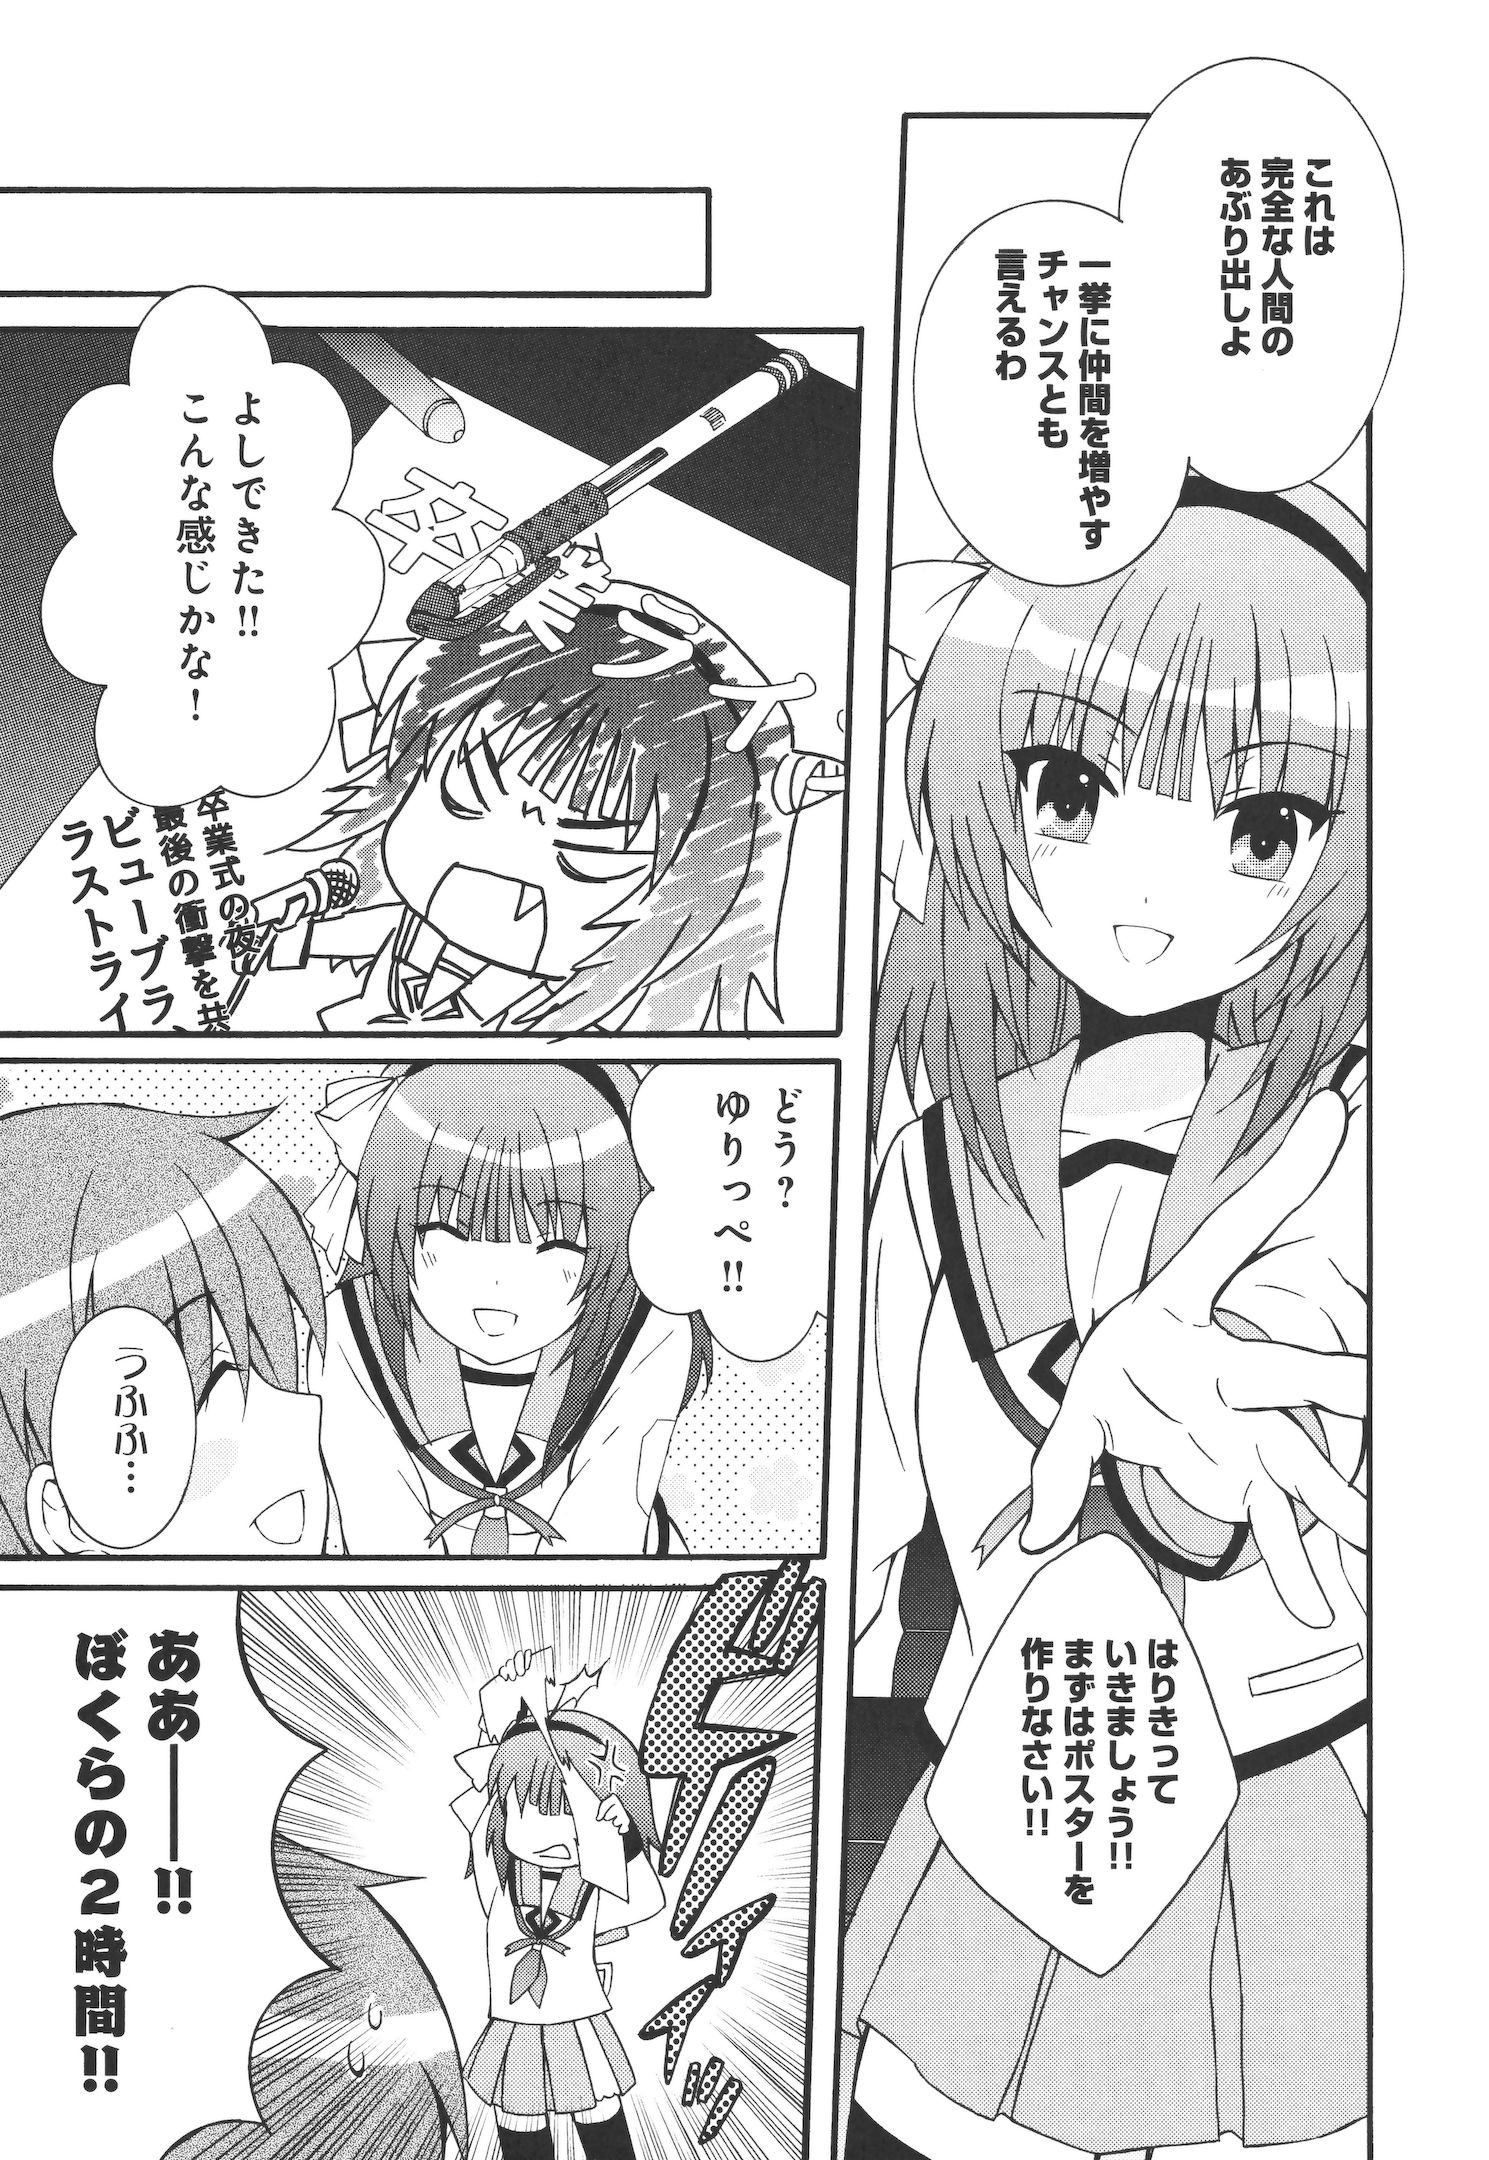 これは
完全な人間の
あぶり出しよ
一挙に仲間を増やす
チャンスとも
言えるわ
はりきって
いきましょう!!
まずはポスターを
作りなさい!!
よしできた!!
こんな感じかな!
卒業
ライブ
卒業式の夜
最後の衝撃を共
ビューブラ
ラストライ
どう?
ゆりっぺ!!
うふふ…
ああ――!!
ぼくらの2時間!!